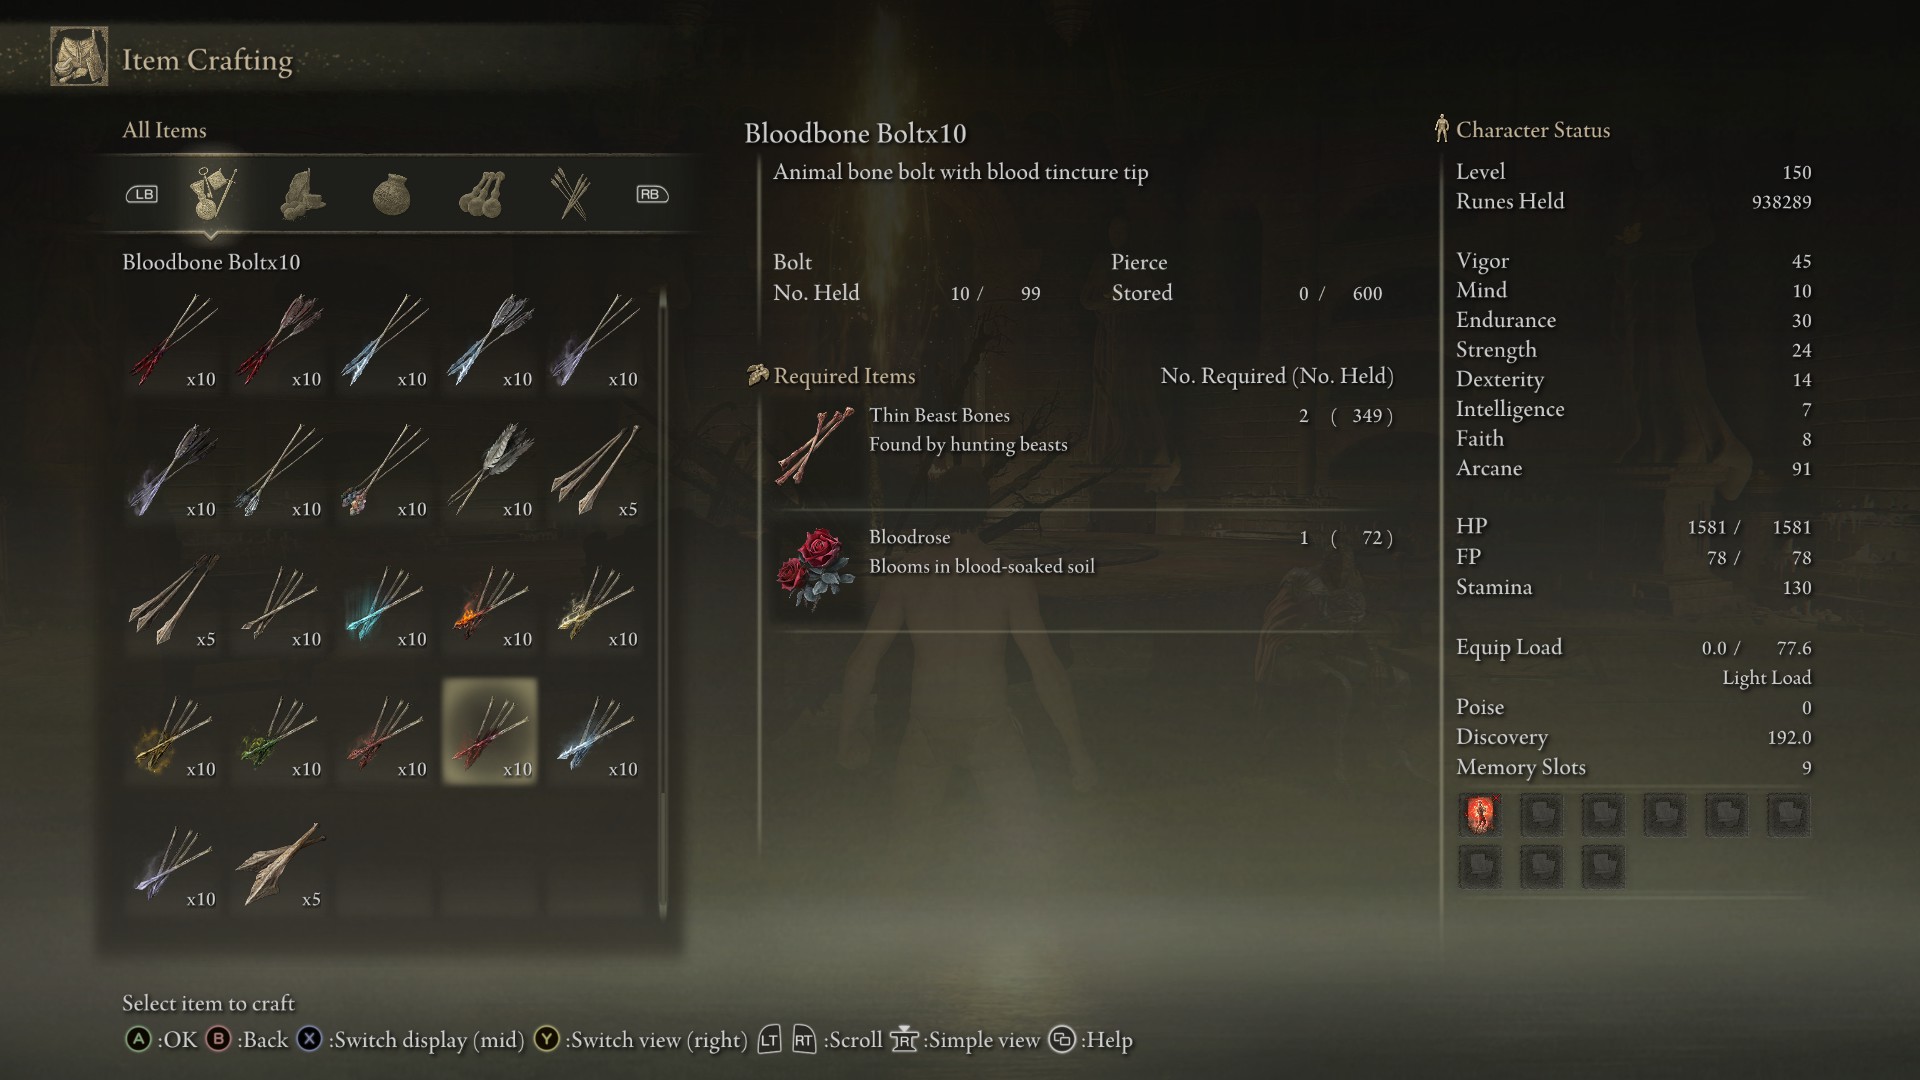 Item Crafting
All Items
LB
RB
Bloodbone Boltx10
x10 x10 x10 x10 x10
x10 x10 x10 x10 x5
x5 x10 x10 x10 x10
x10 x10 x10 x10 x10
x10 x5
Bloodbone Boltx10
Animal bone bolt with blood tincture tip
Bolt Pierce
No. Held 10 / 99 Stored 0 / 600
Required Items No. Required (No. Held)
Thin Beast Bones 2 ( 349 )
Found by hunting beasts
Bloodrose 1 ( 72 )
Blooms in blood-soaked soil
Character Status
Level 150
Runes Held 938289
Vigor 45
Mind 10
Endurance 30
Strength 24
Dexterity 14
Intelligence 7
Faith 8
Arcane 91
HP 1581 / 1581
FP 78 / 78
Stamina 130
Equip Load 0.0 / 77.6
Light Load
Poise 0
Discovery 192.0
Memory Slots 9
Select item to craft
A :OK B :Back X :Switch display (mid) Y :Switch view (right) LT RT :Scroll R :Simple view :Help